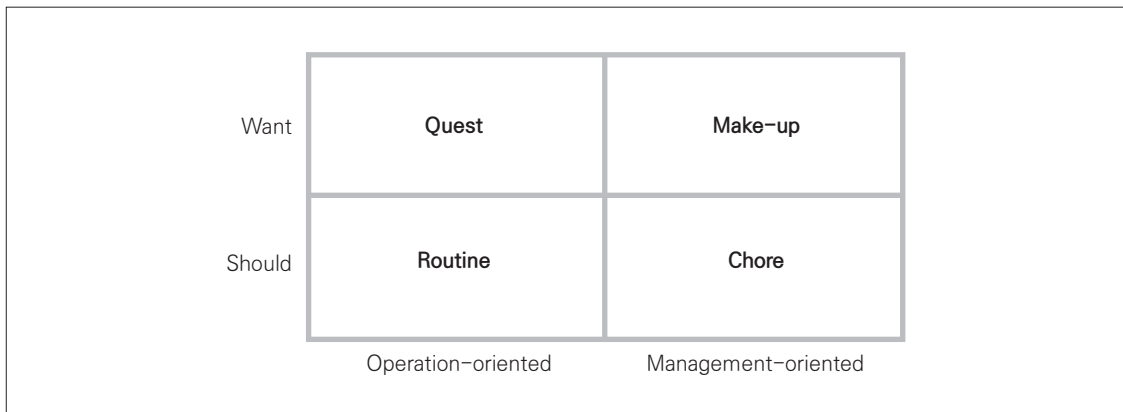 Want
Quest
Make-up
Should
Routine
Chore
Operation-oriented
Management-oriented